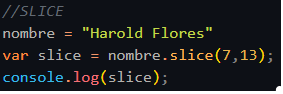 //SLICE
nombre = "Harold Flores"
var slice = nombre.slice(7,13);
console.log(slice);